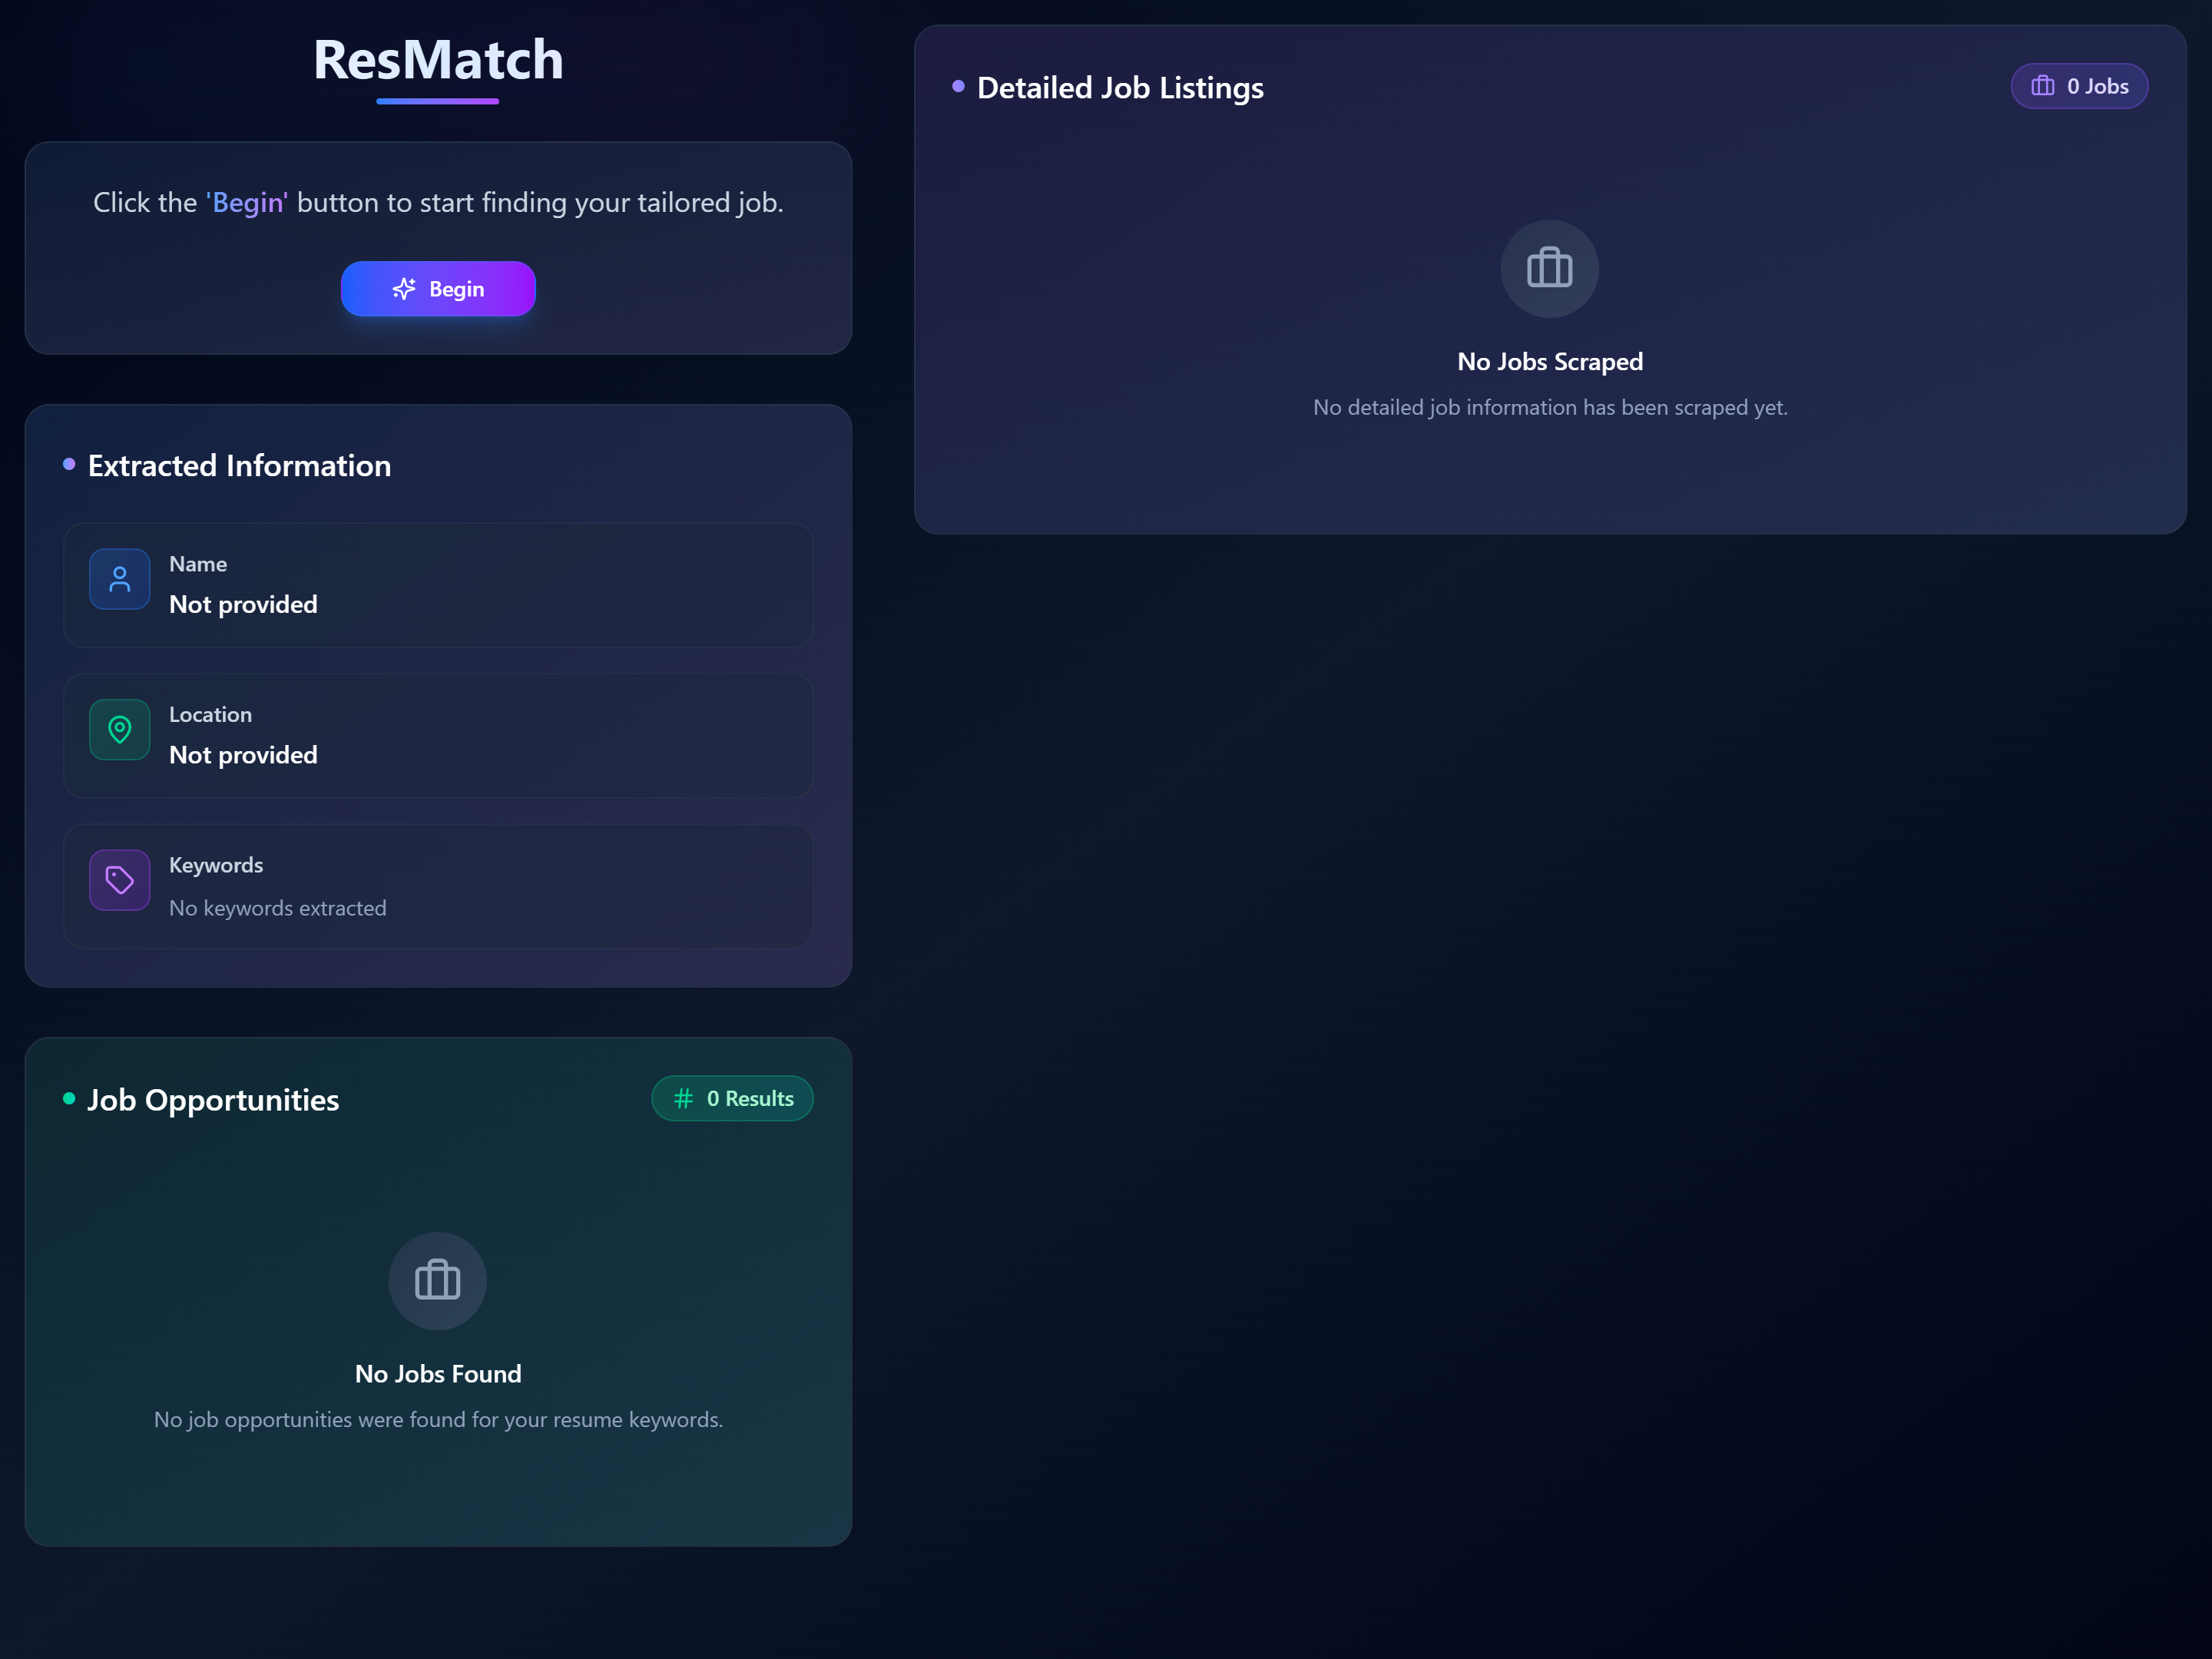 ResMatch
Click the 'Begin' button to start finding your tailored job.
Begin
Extracted Information
Name
Not provided
Location
Not provided
Keywords
No keywords extracted
Job Opportunities
0 Results
No Jobs Found
No job opportunities were found for your resume keywords.
Detailed Job Listings
0 Jobs
No Jobs Scraped
No detailed job information has been scraped yet.